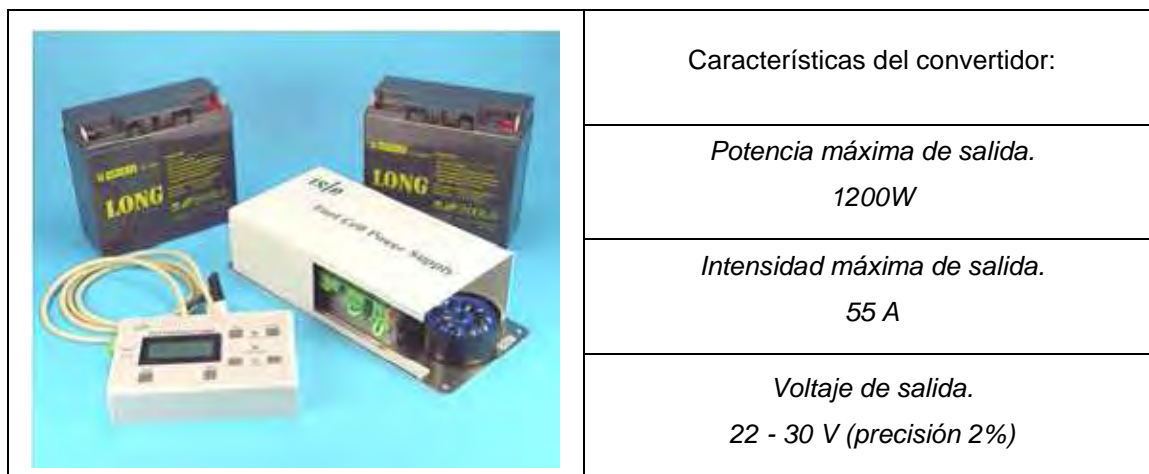 Características del convertidor:
LONG
LONG
isle
Fuel Cell Power Supply
Potencia máxima de salida.
1200W
Intensidad máxima de salida.
55 A
Voltaje de salida.
22 - 30 V (precisión 2%)